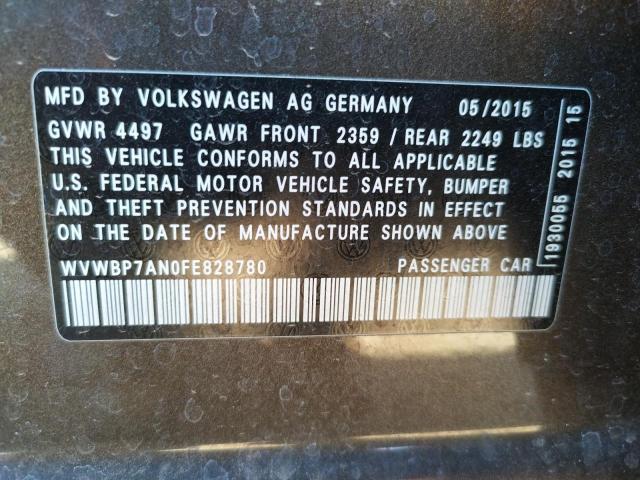 MFD BY VOLKSWAGEN AG GERMANY 05/2015
GVWR 4497 GAWR FRONT 2359 / REAR 2249 LBS
THIS VEHICLE CONFORMS TO ALL APPLICABLE
U.S. FEDERAL MOTOR VEHICLE SAFETY, BUMPER
AND THEFT PREVENTION STANDARDS IN EFFECT
ON THE DATE OF MANUFACTURE SHOWN ABOVE
WVWBP7AN0FE828780 PASSENGER CAR
1930055 2015 15